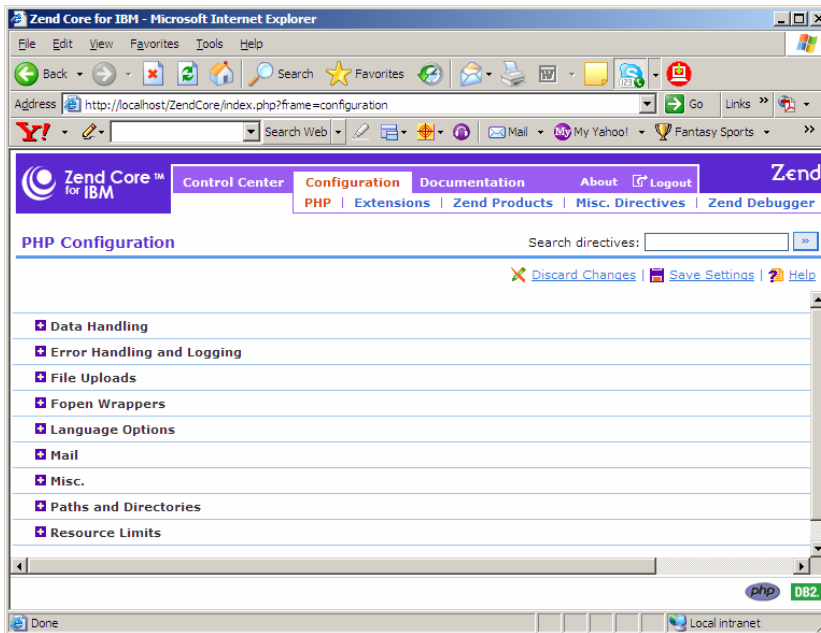 Zend Core for IBM - Microsoft Internet Explorer
File Edit View Favorites Tools Help
Back Search Favorites
Address http://localhost/ZendCore/index.php?frame=configuration Go Links »
Y! Search Web Mail My Yahoo! Fantasy Sports »
Zend Core ™ for IBM Control Center Configuration Documentation About Logout Zend
PHP | Extensions | Zend Products | Misc. Directives | Zend Debugger
PHP Configuration Search directives: »
Discard Changes | Save Settings | Help
Data Handling
Error Handling and Logging
File Uploads
Fopen Wrappers
Language Options
Mail
Misc.
Paths and Directories
Resource Limits
php DB2.
Done Local intranet